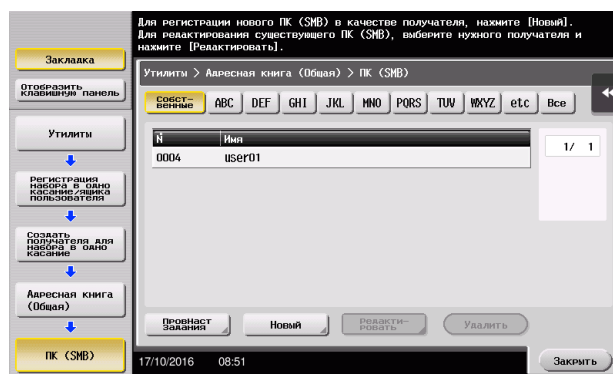 Для регистрации нового ПК (SMB) в качестве получателя, нажмите [Новый].
Для редактирования существующего ПК (SMB), выберите нужного получателя и
нажмите [Редактировать].
Закладка
Отобразить
клавишную панель
Утилиты > Адресная книга (Общая) > ПК (SMB)
Собст-
венные
ABC DEF GHI JKL MNO PQRS TUV WXYZ etc Все
Утилиты
N Имя
1/ 1
0004 user01
Регистрация
набора в одно
касание/ящика
пользователя
Создать
получателя для
набора в одно
касание
Адресная книга
(Общая)
ПровНаст
Задания
Новый
Редакти-
ровать
Удалить
ПК (SMB)
17/10/2016 08:51
Закрыть